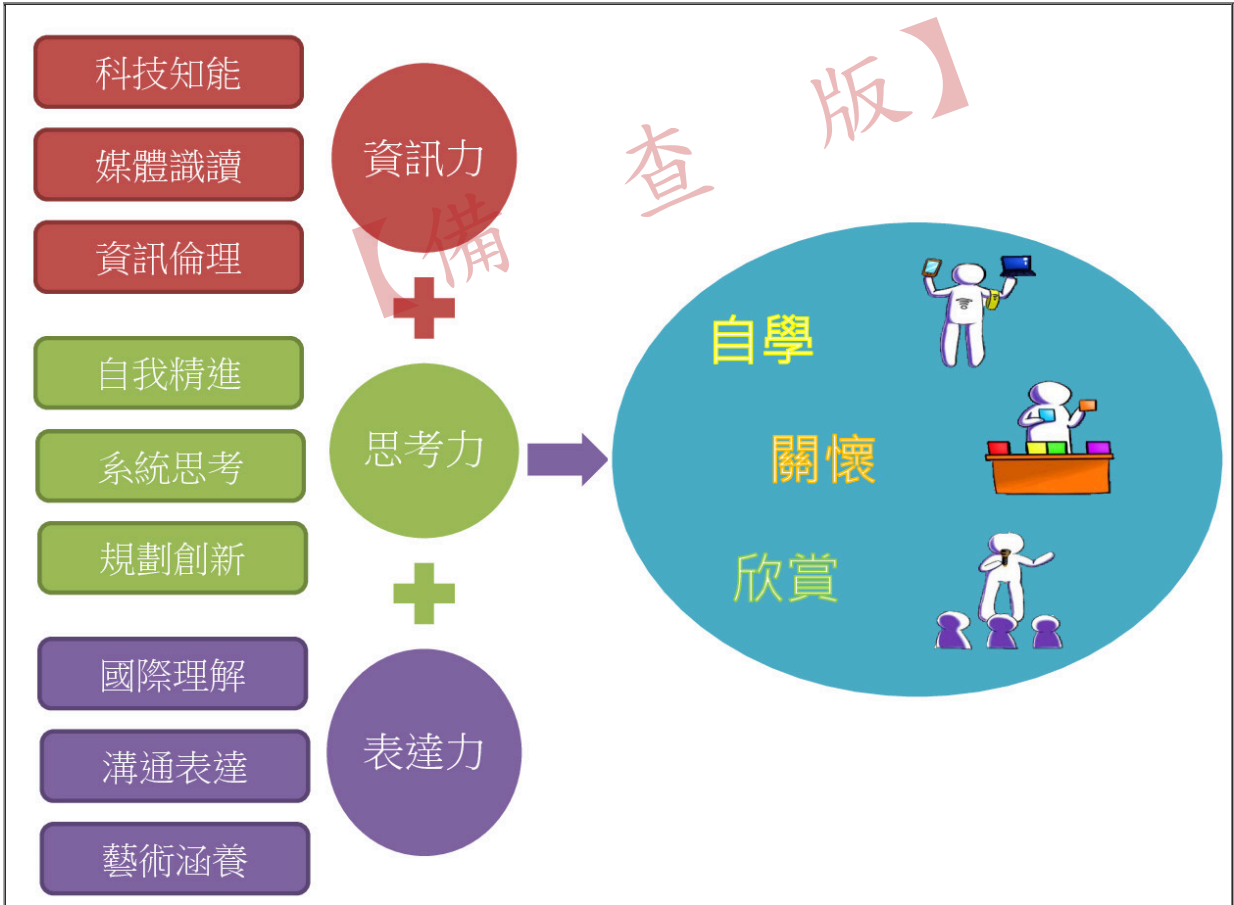 科技知能
媒體識讀
資訊倫理
資訊力
自我精進
系統思考
規劃創新
思考力
國際理解
溝通表達
藝術涵養
表達力
自學
關懷
欣賞
【備查版】